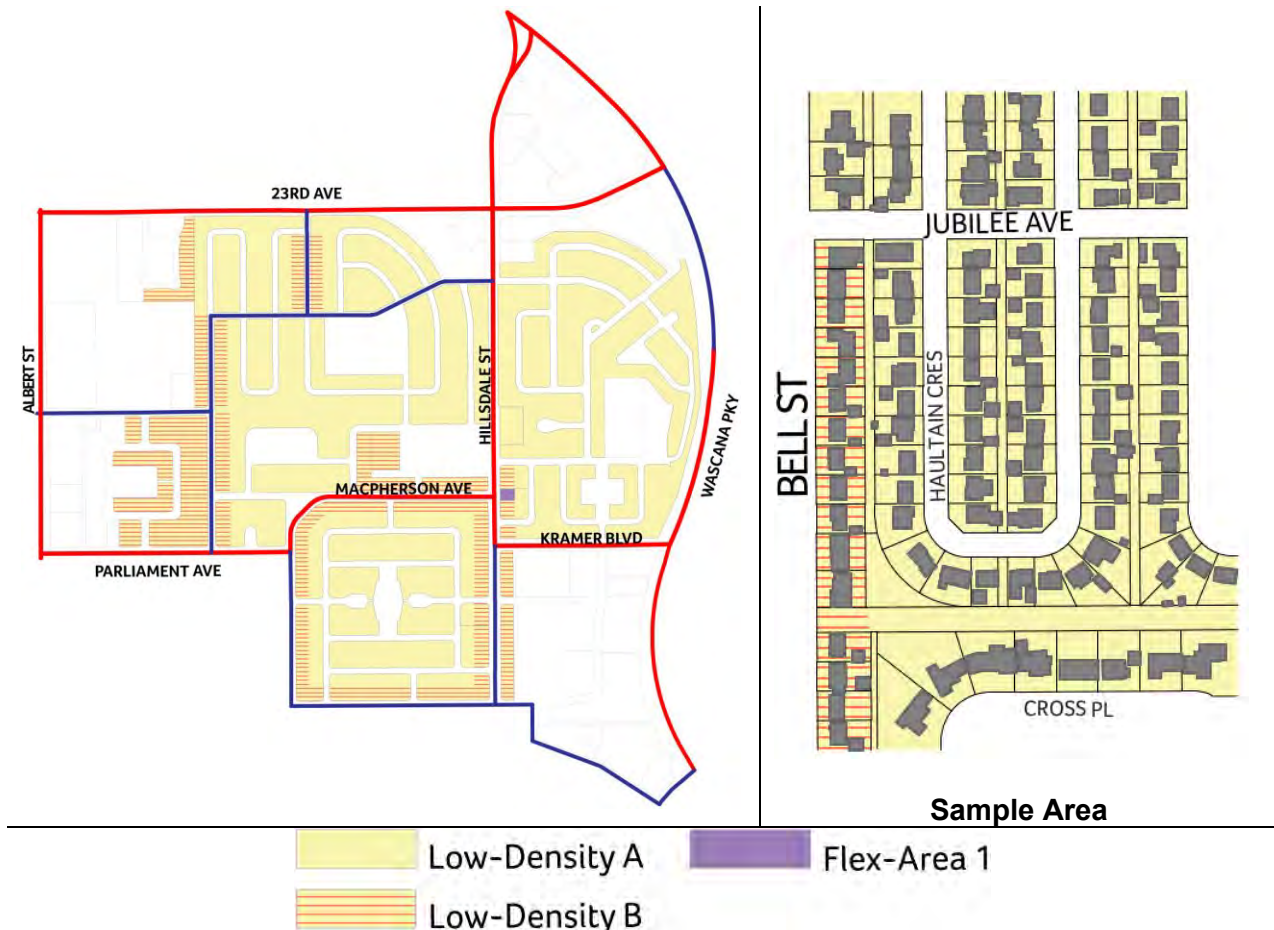 23RD AVE
ALBERT ST
HILLSDALE ST
WASCANA PKY
MACPHERSON AVE
KRAMER BLVD
PARLIAMENT AVE
JUBILEE AVE
BELL ST
HAULTAIN CRES
CROSS PL
Sample Area
Low-Density A
Flex-Area 1
Low-Density B